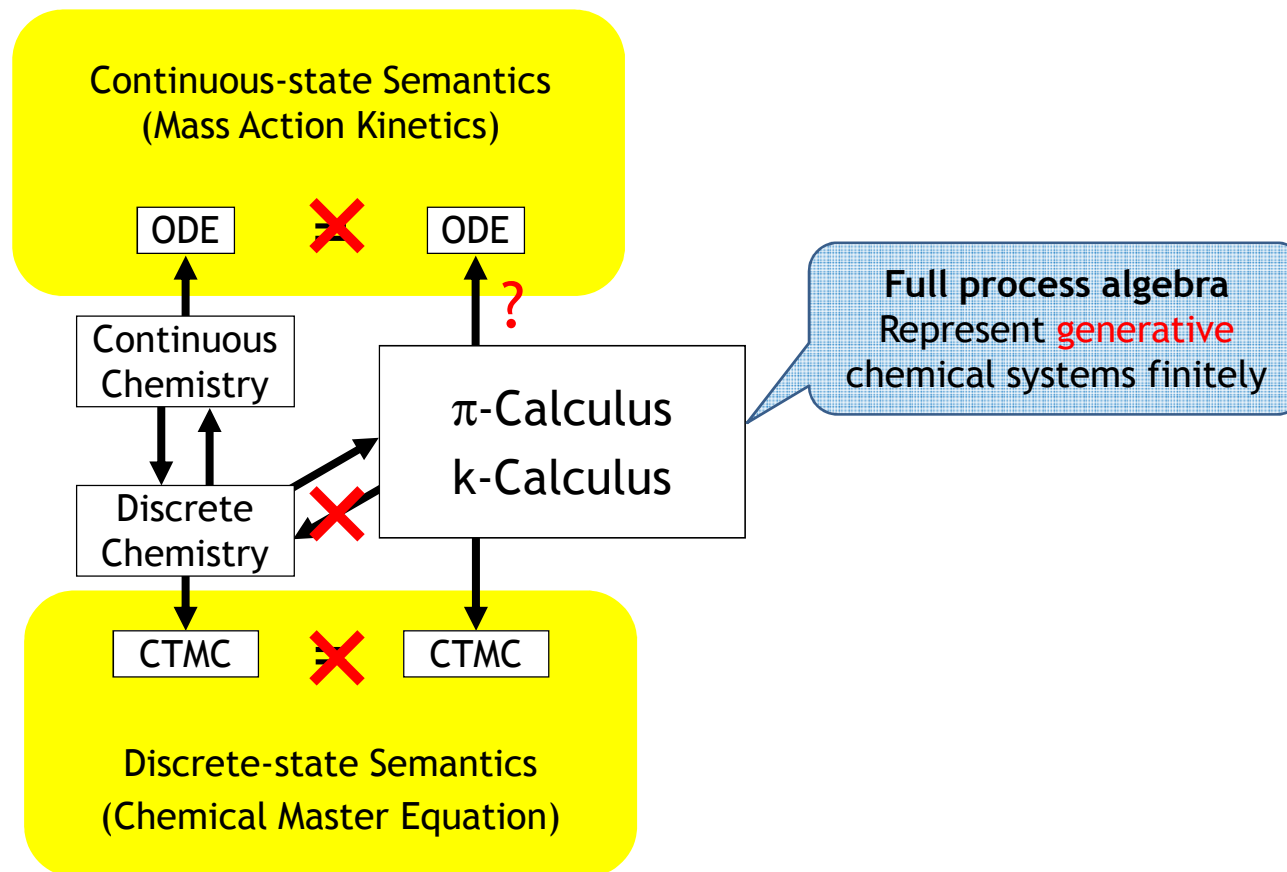 Continuous-state Semantics
(Mass Action Kinetics)
ODE
ODE
?
Continuous
Chemistry
Full process algebra
Represent generative
chemical systems finitely
π-Calculus
k-Calculus
Discrete
Chemistry
CTMC
CTMC
Discrete-state Semantics
(Chemical Master Equation)